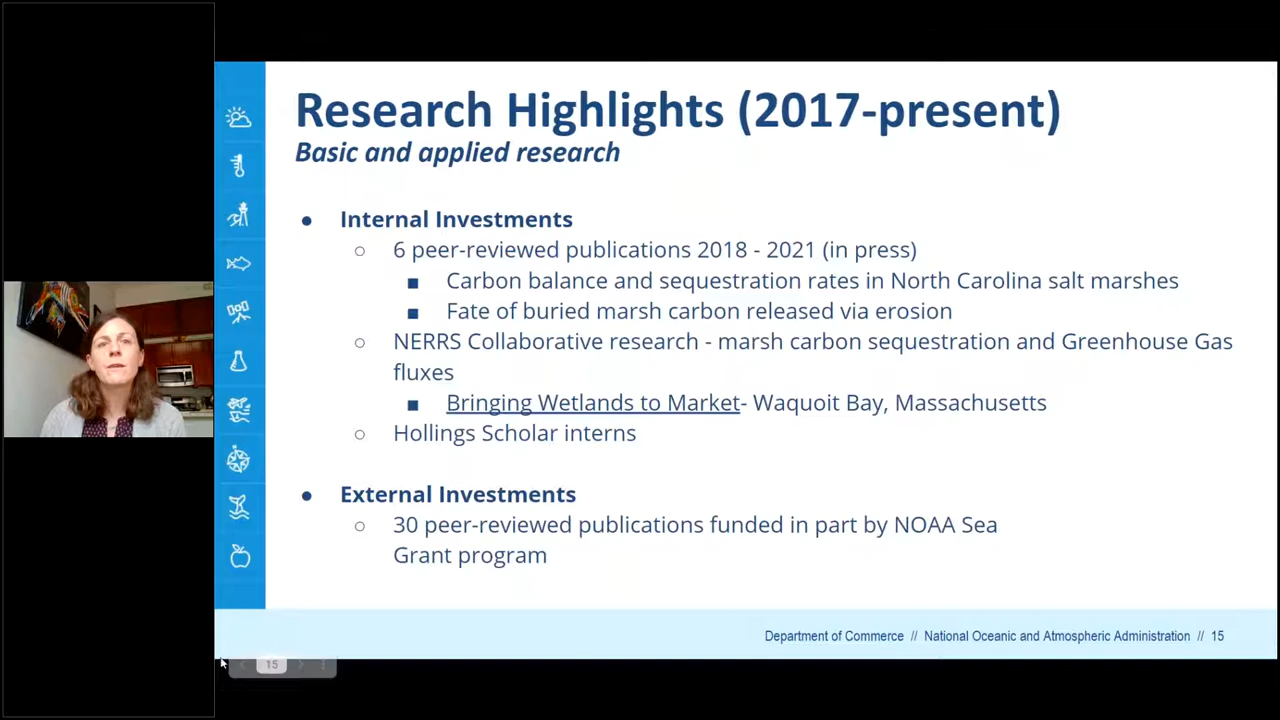 Research Highlights (2017-present)
Basic and applied research
● Internal Investments
○ 6 peer-reviewed publications 2018 - 2021 (in press)
■ Carbon balance and sequestration rates in North Carolina salt marshes
■ Fate of buried marsh carbon released via erosion
○ NERRS Collaborative research - marsh carbon sequestration and Greenhouse Gas
fluxes
■ Bringing Wetlands to Market- Waquoit Bay, Massachusetts
○ Hollings Scholar interns
● External Investments
○ 30 peer-reviewed publications funded in part by NOAA Sea
Grant program
Department of Commerce // National Oceanic and Atmospheric Administration // 15
15